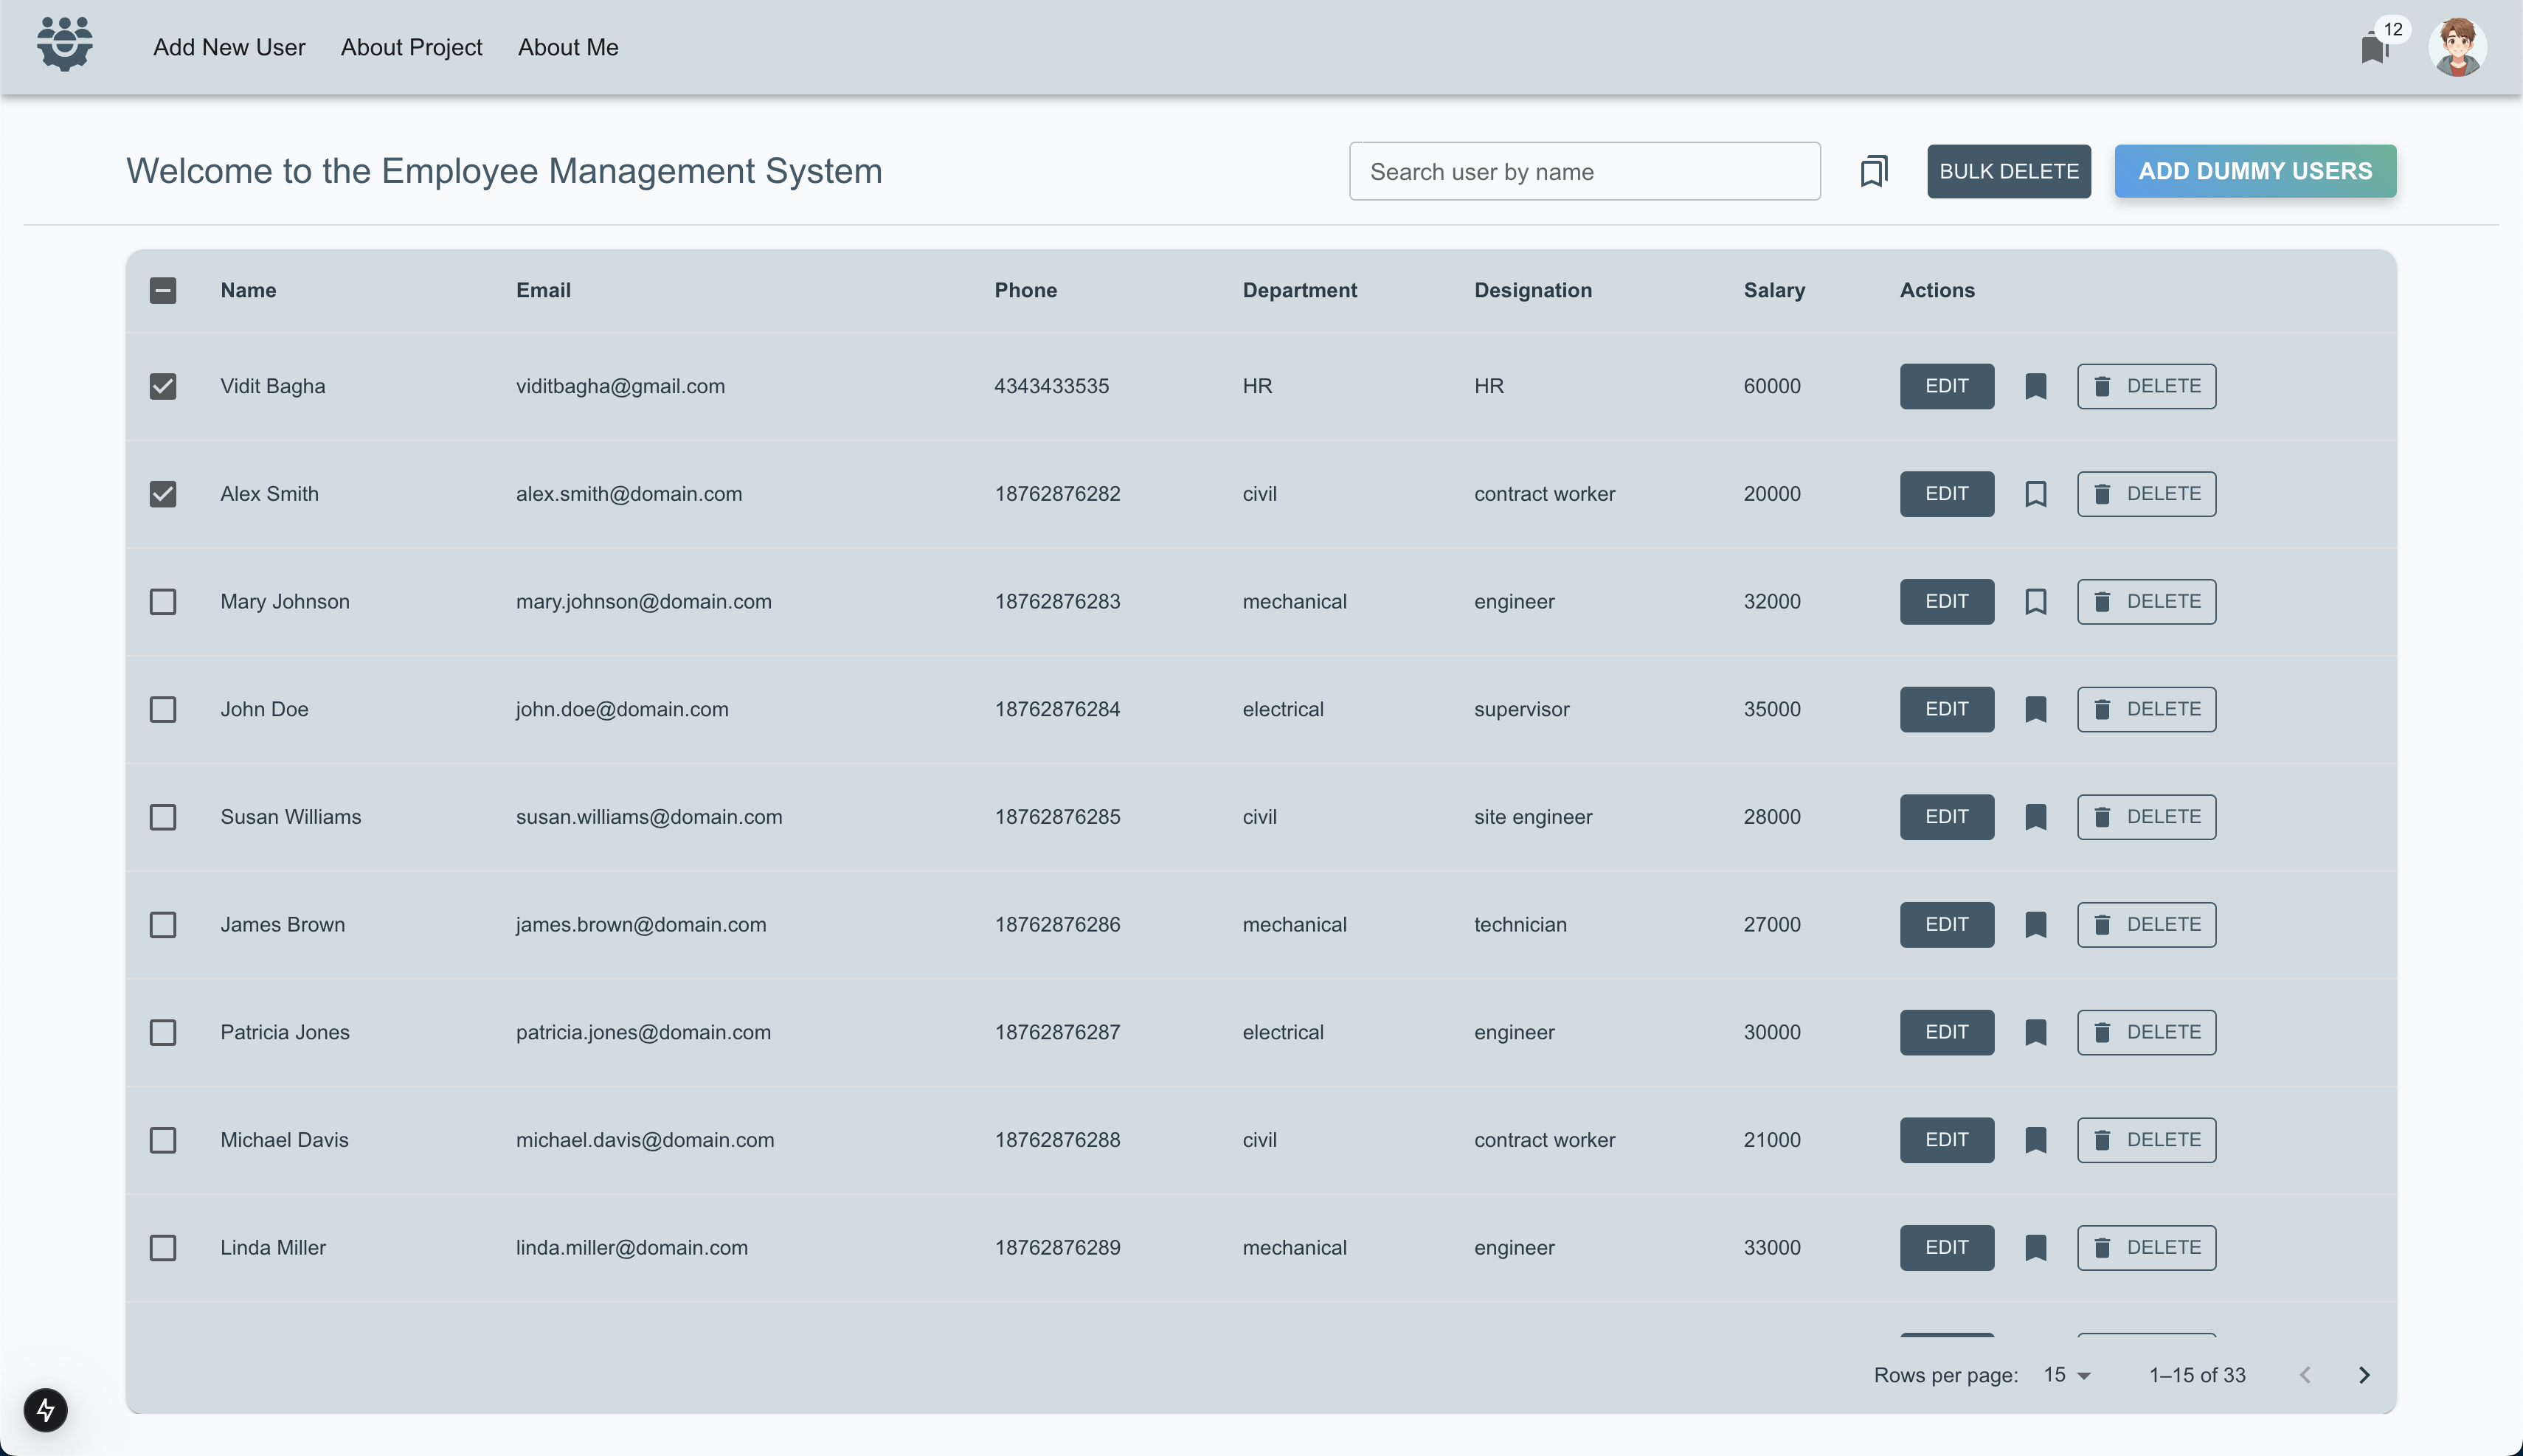 Add New User About Project About Me 12
Welcome to the Employee Management System Search user by name BULK DELETE ADD DUMMY USERS
Name Email Phone Department Designation Salary Actions
Vidit Bagha viditbagha@gmail.com 4343433535 HR HR 60000 EDIT DELETE
Alex Smith alex.smith@domain.com 18762876282 civil contract worker 20000 EDIT DELETE
Mary Johnson mary.johnson@domain.com 18762876283 mechanical engineer 32000 EDIT DELETE
John Doe john.doe@domain.com 18762876284 electrical supervisor 35000 EDIT DELETE
Susan Williams susan.williams@domain.com 18762876285 civil site engineer 28000 EDIT DELETE
James Brown james.brown@domain.com 18762876286 mechanical technician 27000 EDIT DELETE
Patricia Jones patricia.jones@domain.com 18762876287 electrical engineer 30000 EDIT DELETE
Michael Davis michael.davis@domain.com 18762876288 civil contract worker 21000 EDIT DELETE
Linda Miller linda.miller@domain.com 18762876289 mechanical engineer 33000 EDIT DELETE
Rows per page: 15 1–15 of 33